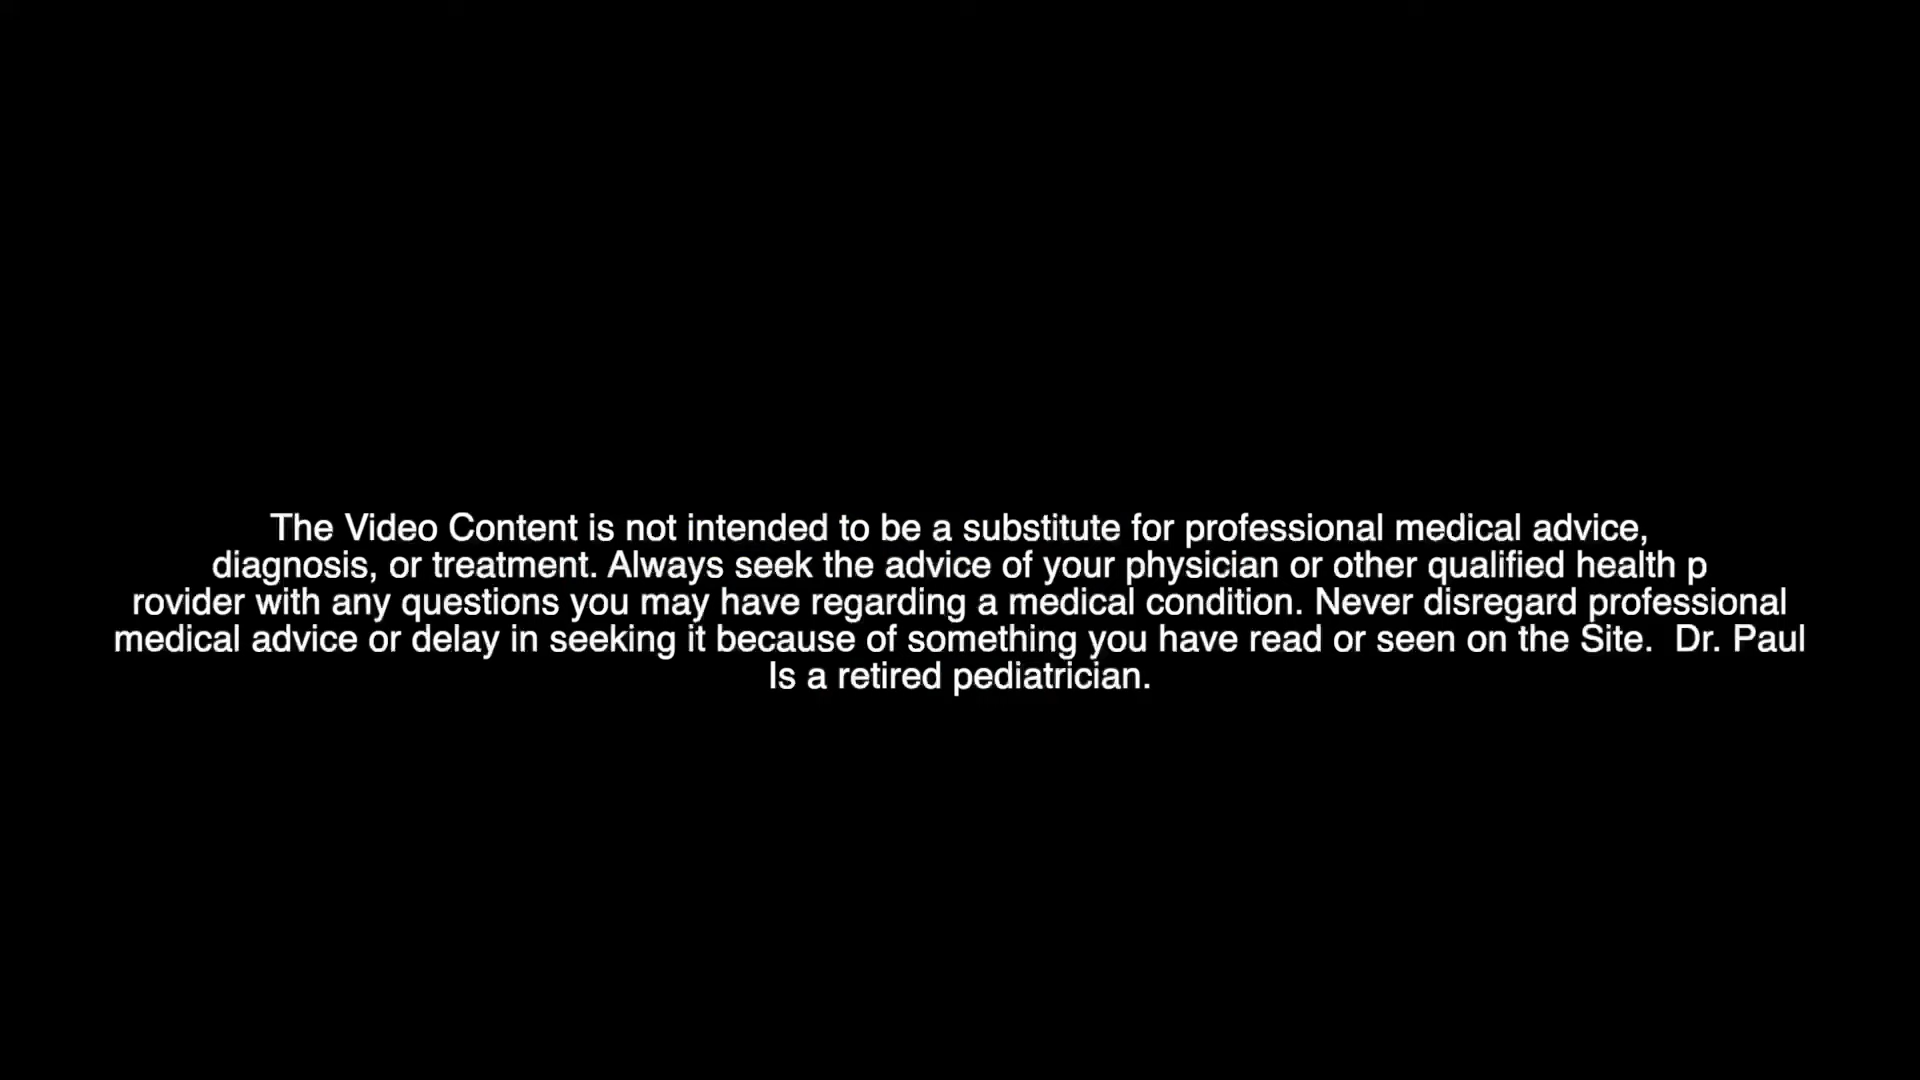 The Video Content is not intended to be a substitute for professional medical advice,
diagnosis, or treatment. Always seek the advice of your physician or other qualified health p
rovider with any questions you may have regarding a medical condition. Never disregard professional
medical advice or delay in seeking it because of something you have read or seen on the Site.  Dr. Paul
Is a retired pediatrician.